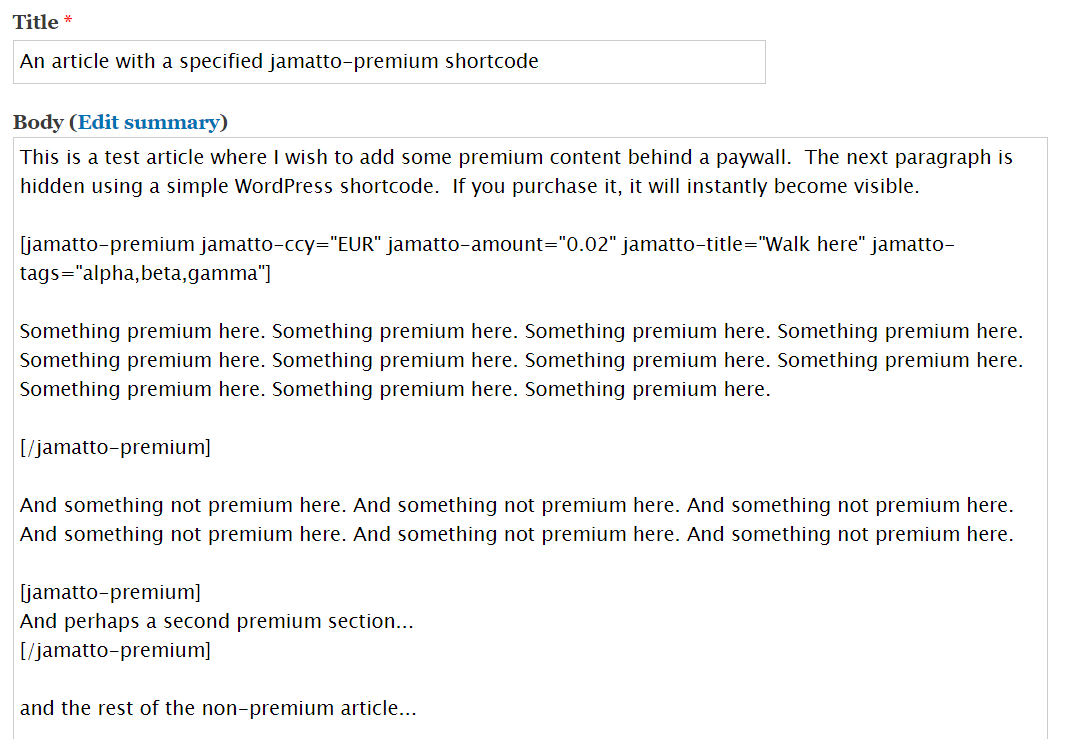 Title *
An article with a specified jamatto-premium shortcode
Body (Edit summary)
This is a test article where I wish to add some premium content behind a paywall.  The next paragraph is
hidden using a simple WordPress shortcode.  If you purchase it, it will instantly become visible.
[jamatto-premium jamatto-ccy="EUR" jamatto-amount="0.02" jamatto-title="Walk here" jamatto-
tags="alpha,beta,gamma"]
Something premium here. Something premium here. Something premium here. Something premium here.
Something premium here. Something premium here. Something premium here. Something premium here.
Something premium here. Something premium here. Something premium here.
[/jamatto-premium]
And something not premium here. And something not premium here. And something not premium here.
And something not premium here. And something not premium here. And something not premium here.
[jamatto-premium]
And perhaps a second premium section...
[/jamatto-premium]
and the rest of the non-premium article...